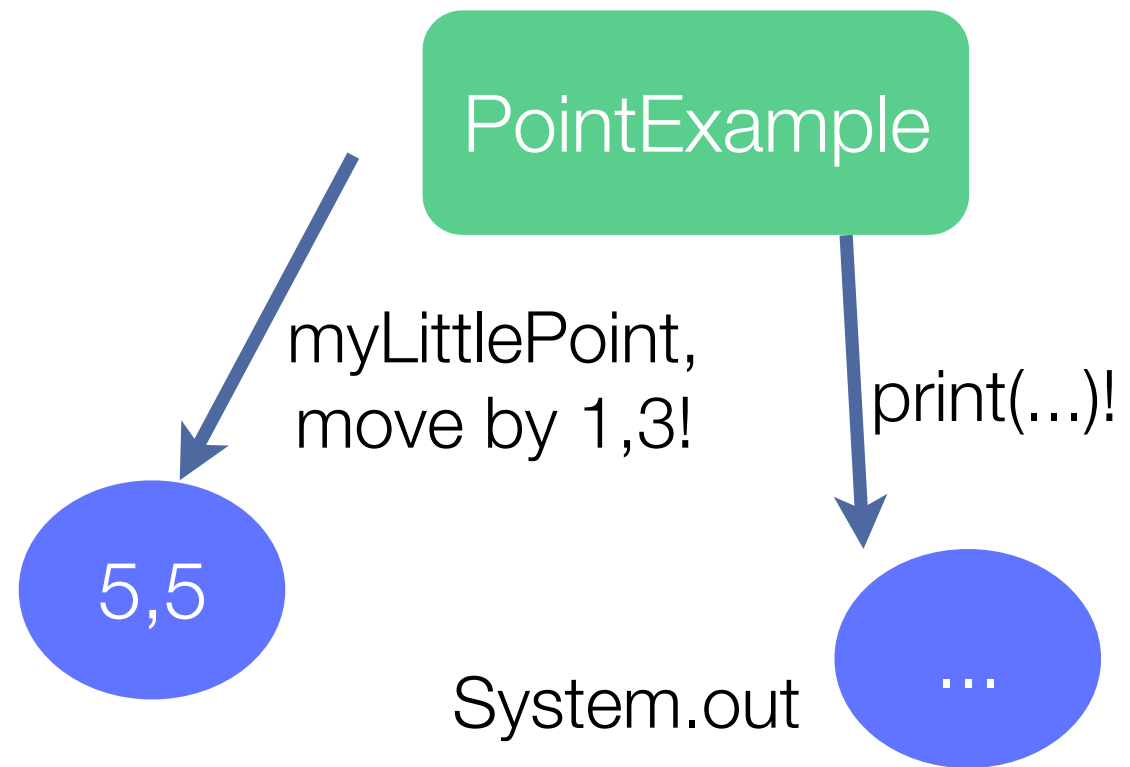 PointExample
myLittlePoint,
move by 1,3!
print(...)!
5,5
System.out
...